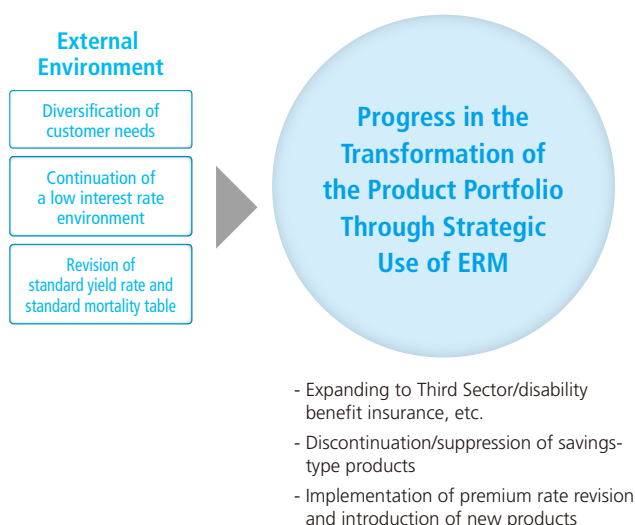 External
Environment
Diversification of
customer needs
Continuation of
a low interest rate
environment
Revision of
standard yield rate and
standard mortality table
Progress in the
Transformation of
the Product Portfolio
Through Strategic
Use of ERM
- Expanding to Third Sector/disability
benefit insurance, etc.
- Discontinuation/suppression of savings-
type products
- Implementation of premium rate revision
and introduction of new products